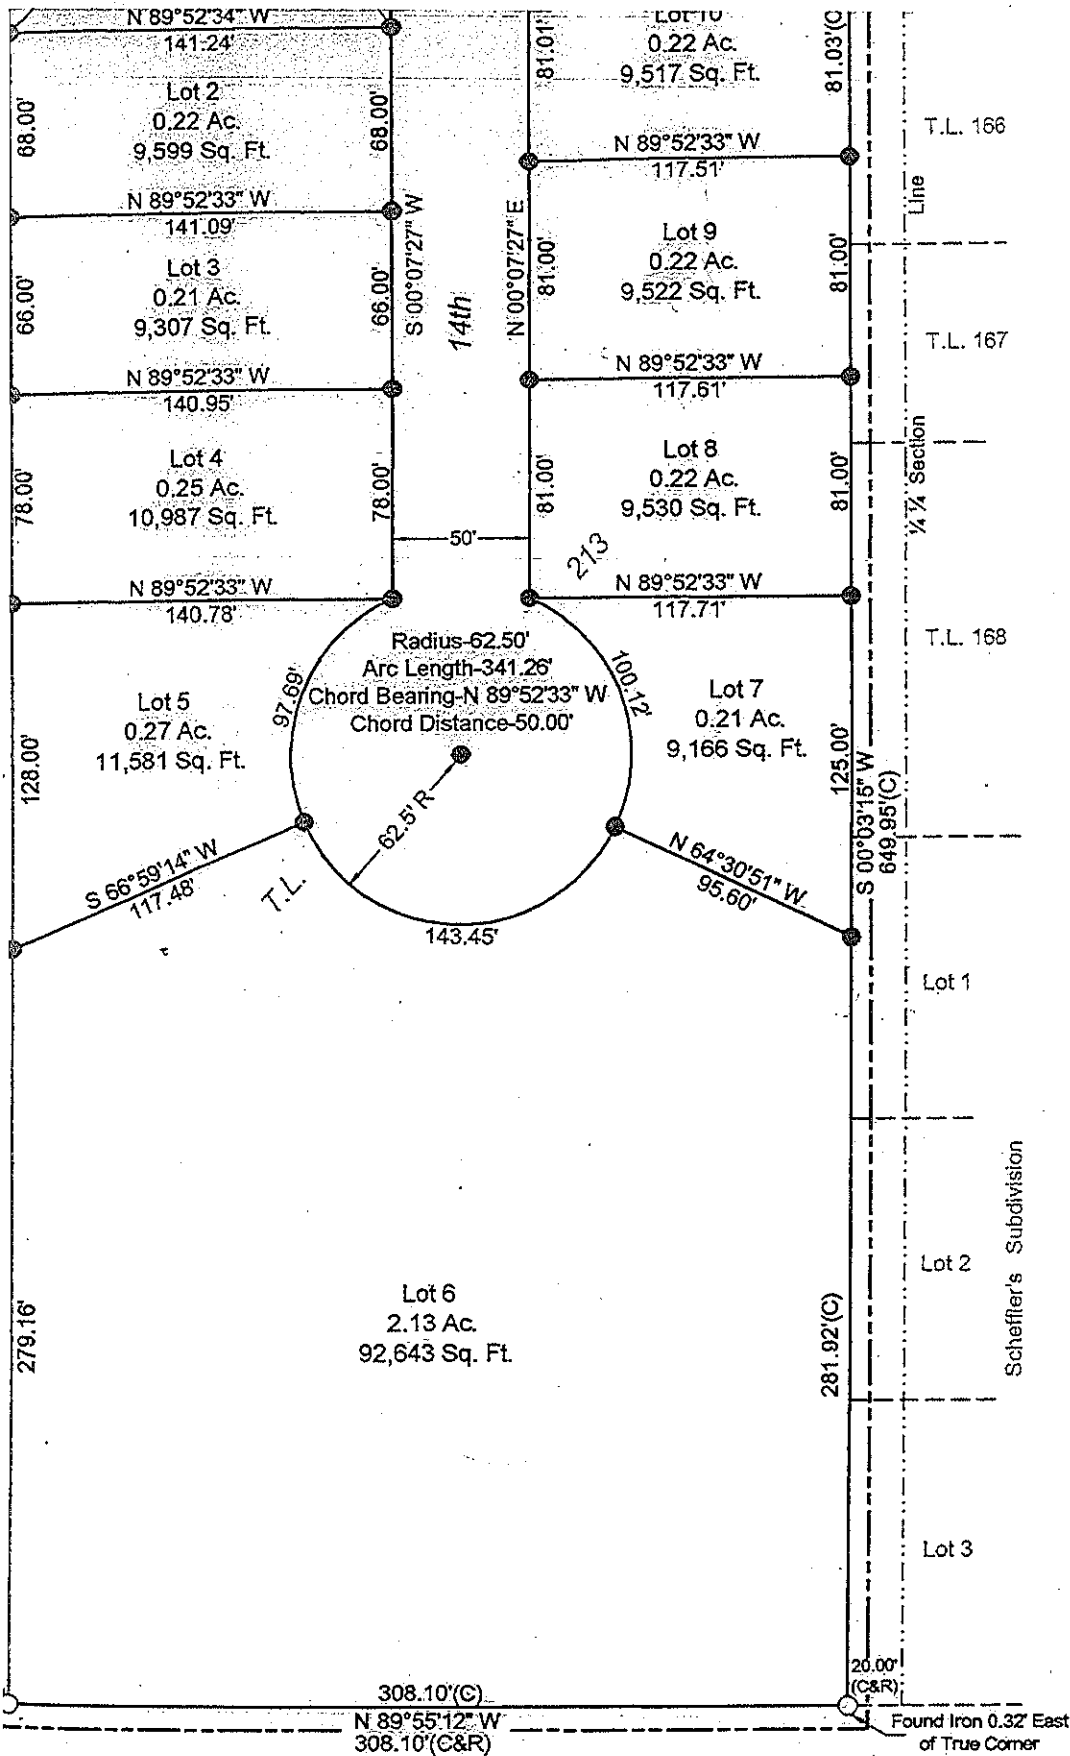 N 89°52'34" W
141.24'
68.00'
Lot 2
0.22 Ac.
9,599 Sq. Ft.
68.00'
N 89°52'33" W
141.09'
66.00'
Lot 3
0.21 Ac.
9,307 Sq. Ft.
66.00'
N 89°52'33" W
140.95'
78.00'
Lot 4
0.25 Ac.
10,987 Sq. Ft.
78.00'
N 89°52'33" W
140.78'
S 00°07'27" W
14th
N 00°07'27" E
50'
81.01'
Lot 10
0.22 Ac.
9,517 Sq. Ft.
81.03'(C)
N 89°52'33" W
117.51'
81.00'
Lot 9
0.22 Ac.
9,522 Sq. Ft.
81.00'
N 89°52'33" W
117.61'
81.00'
Lot 8
0.22 Ac.
9,530 Sq. Ft.
81.00'
213
N 89°52'33" W
117.71'
T.L. 166
Line
T.L. 167
¼ ¼ Section
T.L. 168
Radius-62.50'
Arc Length-341.26'
Chord Bearing-N 89°52'33" W
Chord Distance-50.00'
62.5' R
97.69'
100.12'
143.45'
128.00'
Lot 5
0.27 Ac.
11,581 Sq. Ft.
S 66°59'14" W
117.48'
T.L.
Lot 7
0.21 Ac.
9,166 Sq. Ft.
125.00'
S 00°03'15" W
649.95'(C)
N 64°30'51" W
95.60'
Lot 1
Lot 2
Scheffler's Subdivision
Lot 3
279.16'
Lot 6
2.13 Ac.
92,643 Sq. Ft.
281.92'(C)
20.00'
(C&R)
308.10'(C)
N 89°55'12" W
308.10'(C&R)
Found Iron 0.32' East
of True Corner